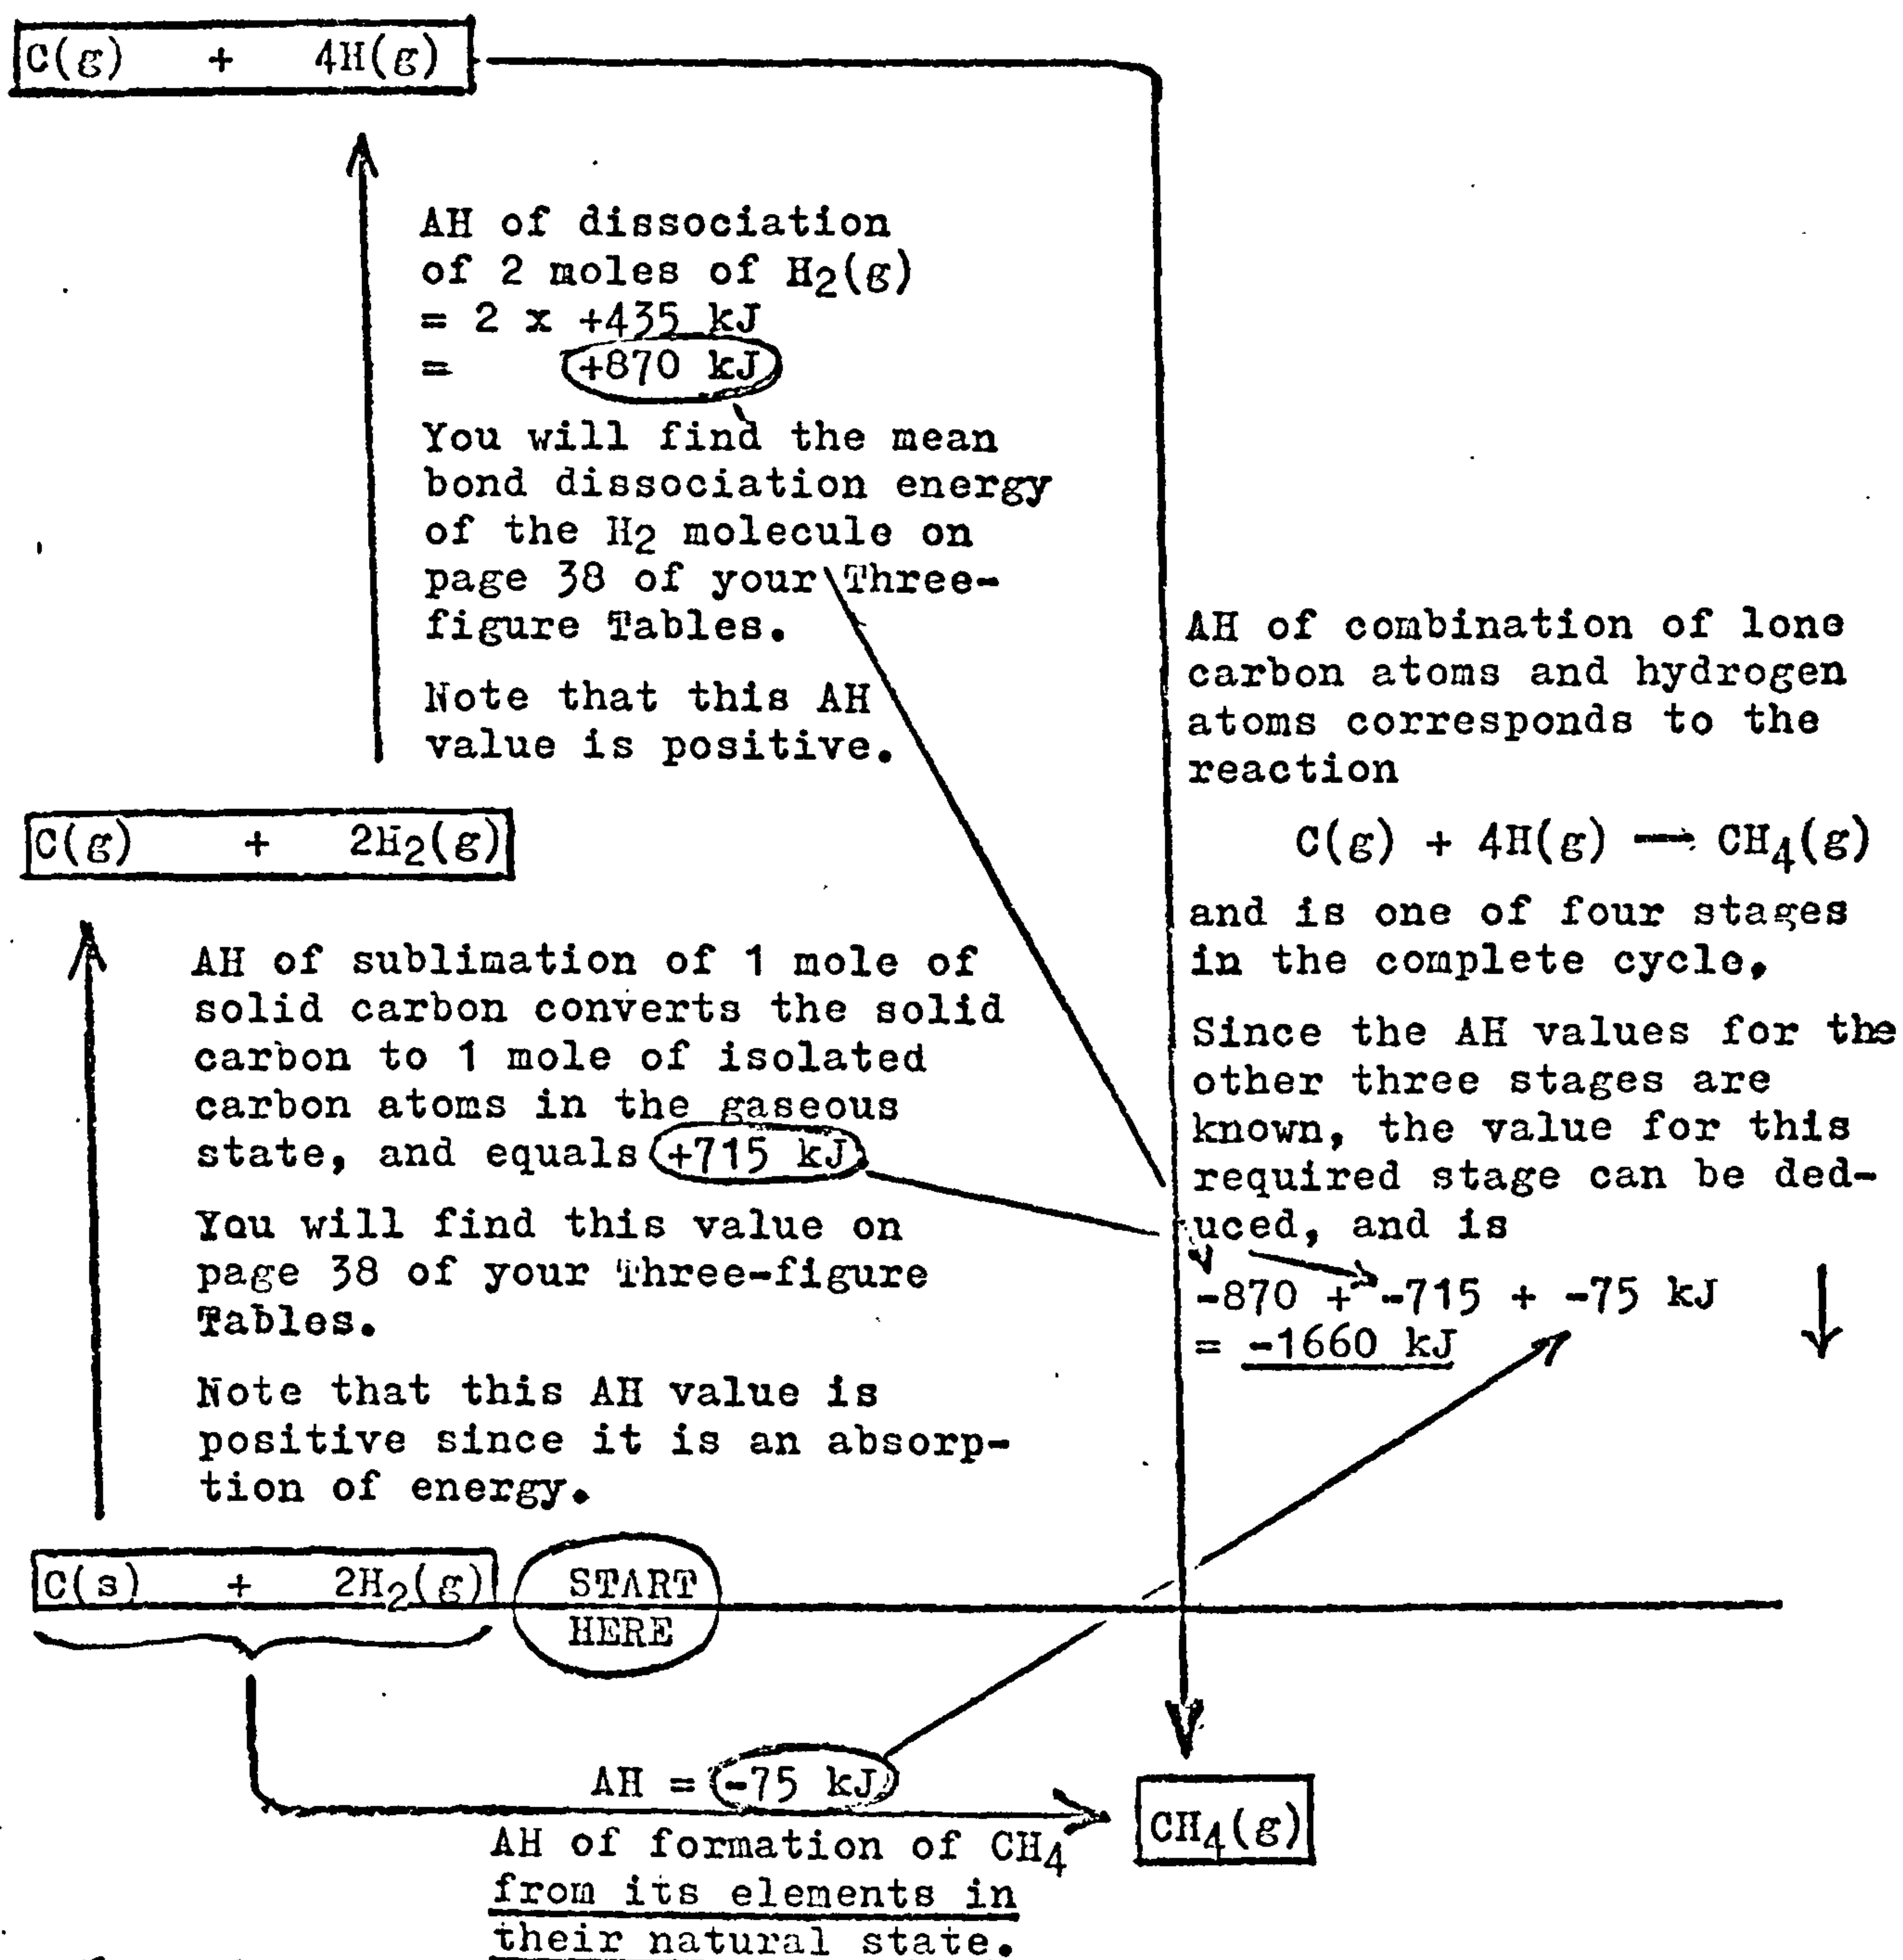 C(g) + 4H(g)
AH of dissociation
of 2 moles of H2(g)
= 2 x +435 kJ
= +870 kJ
You will find the mean
bond dissociation energy
of the H2 molecule on
page 38 of your Three-
figure Tables.
Note that this AH
value is positive.
C(g) + 2H2(g)
AH of sublimation of 1 mole of
solid carbon converts the solid
carbon to 1 mole of isolated
carbon atoms in the gaseous
state, and equals +715 kJ.
You will find this value on
page 38 of your Three-figure
Tables.
Note that this AH value is
positive since it is an absorp-
tion of energy.
AH of combination of lone
carbon atoms and hydrogen
atoms corresponds to the
reaction
C(g) + 4H(g) → CH4(g)
and is one of four stages
in the complete cycle.
Since the AH values for the
other three stages are
known, the value for this
required stage can be ded-
uced, and is
-870 + -715 + -75 kJ
= -1660 kJ
C(s) + 2H2(g)
START
HERE
AH = -75 kJ
AH of formation of CH4
from its elements in
their natural state.
CH4(g)